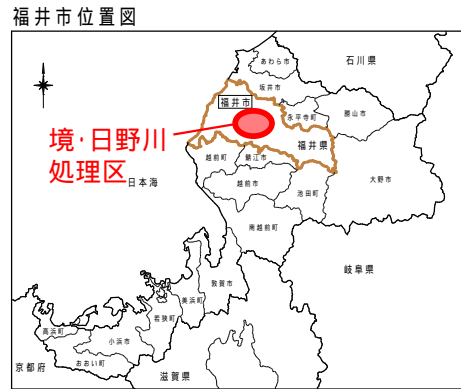 福井市位置図
石川県
あわら市
坂井市
福井市
永平寺町
勝山市
境・日野川
処理区
福井県
越前町
鯖江市
日本海
越前市
池田町
大野市
南越前町
岐阜県
敦賀市
美浜町
若狭町
高浜町
小浜市
おおい町
京都府
滋賀県